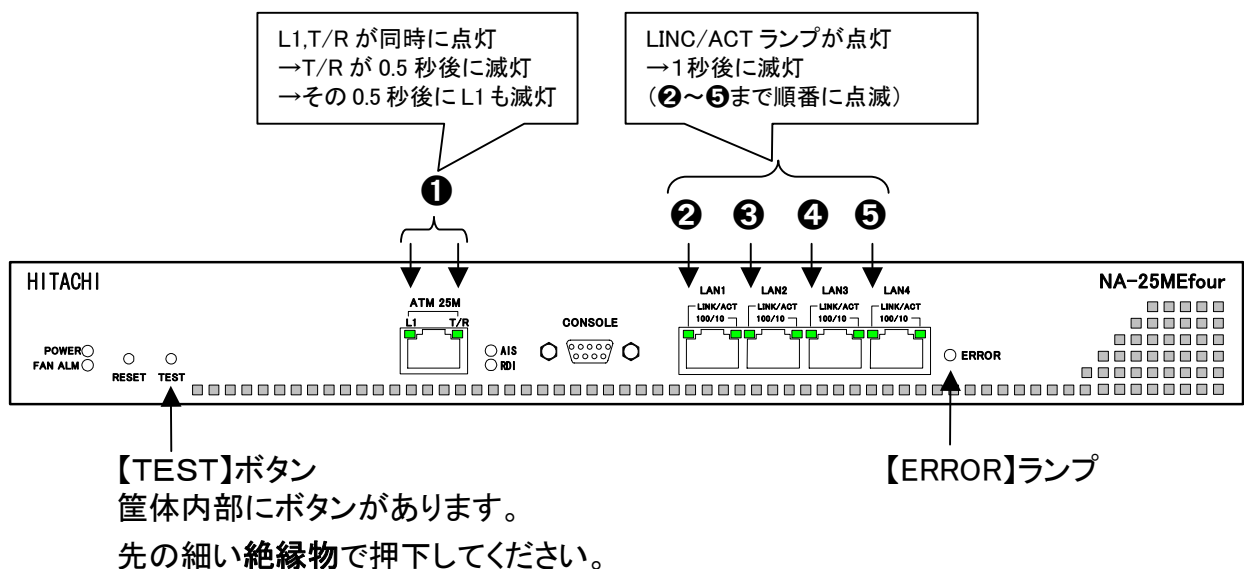 L1,T/R が同時に点灯
→T/R が 0.5 秒後に滅灯
→その 0.5 秒後に L1 も滅灯
LINC/ACT ランプが点灯
→1秒後に滅灯
(❷~❺まで順番に点滅)
❶
❷ ❸ ❹ ❺
HITACHI
NA-25MEfour
ATM 25M
L1 T/R
CONSOLE
LAN1 LAN2 LAN3 LAN4
LINK/ACT LINK/ACT LINK/ACT LINK/ACT
100/10 100/10 100/10 100/10
POWER
FAN ALM
RESET TEST
AIS
RDI
ERROR
【TEST】ボタン
筐体内部にボタンがあります。
先の細い絶縁物で押下してください。
【ERROR】ランプ